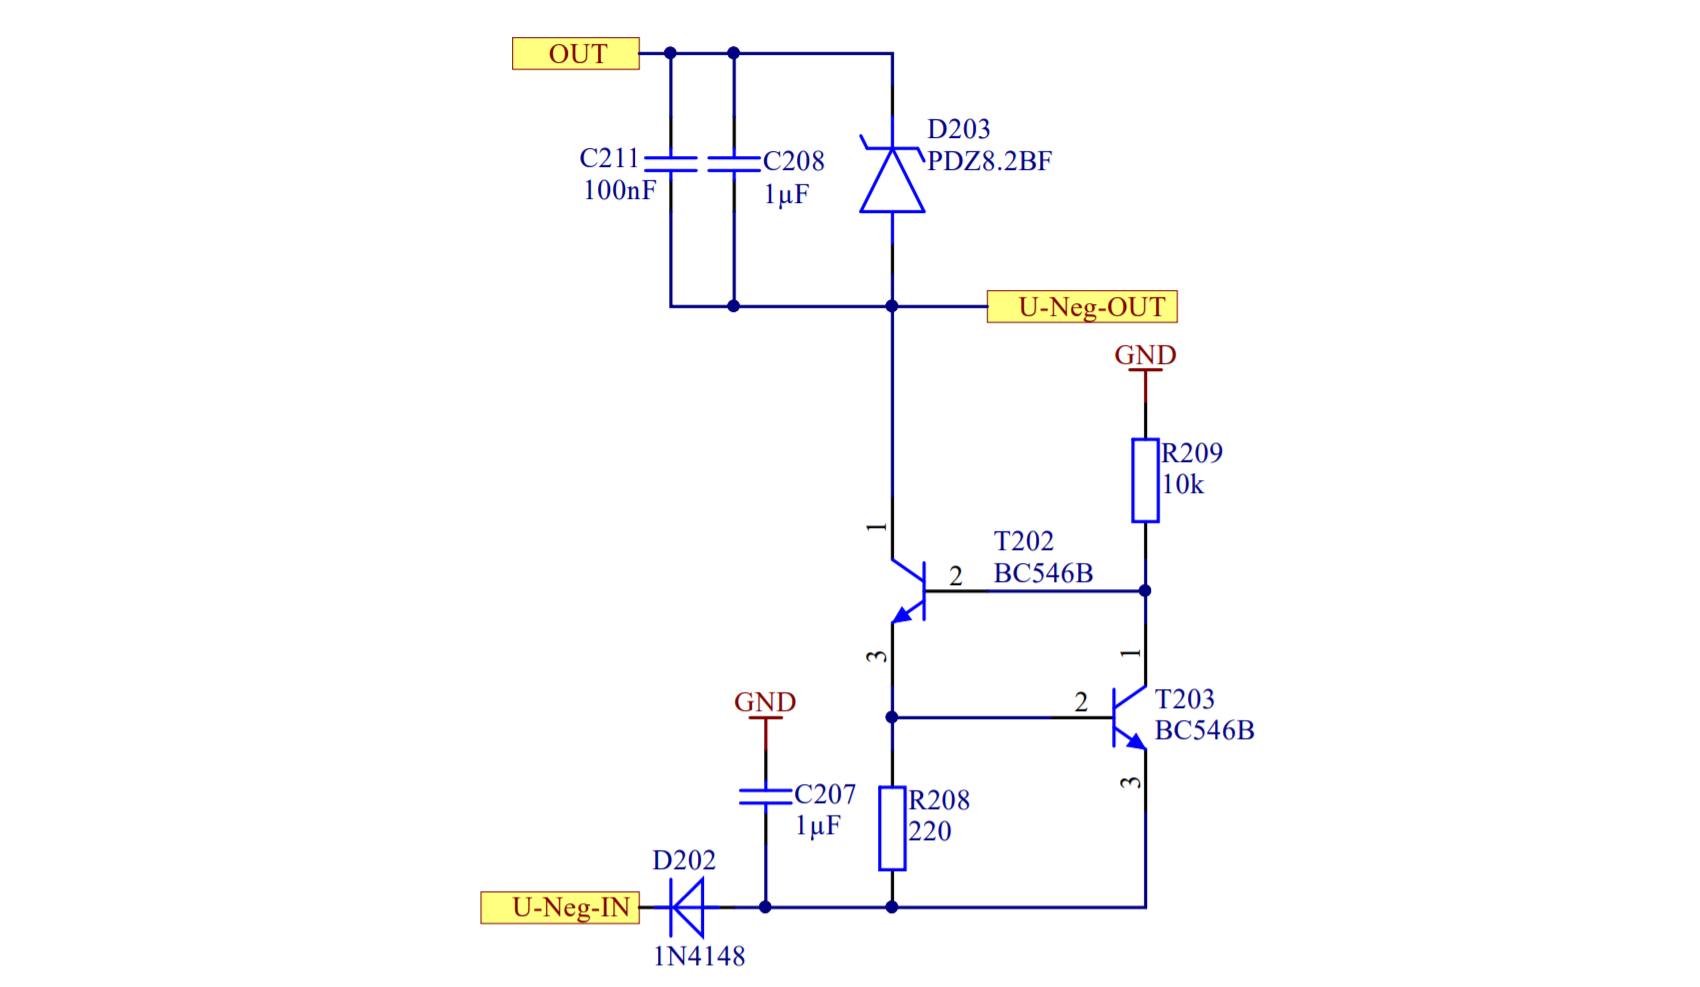 OUT
D203
PDZ8.2BF
C211
100nF
C208
1µF
U-Neg-OUT
GND
R209
10k
1
T202
BC546B
2
3
1
GND
2
T203
BC546B
3
C207
1µF
R208
220
D202
U-Neg-IN
1N4148